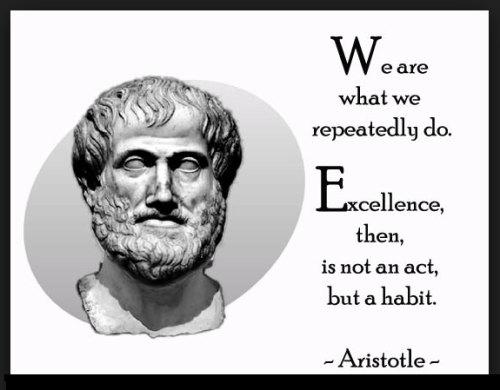 We are
what we
repeatedly do.
Excellence,
then,
is not an act,
but a habit.
~ Aristotle ~